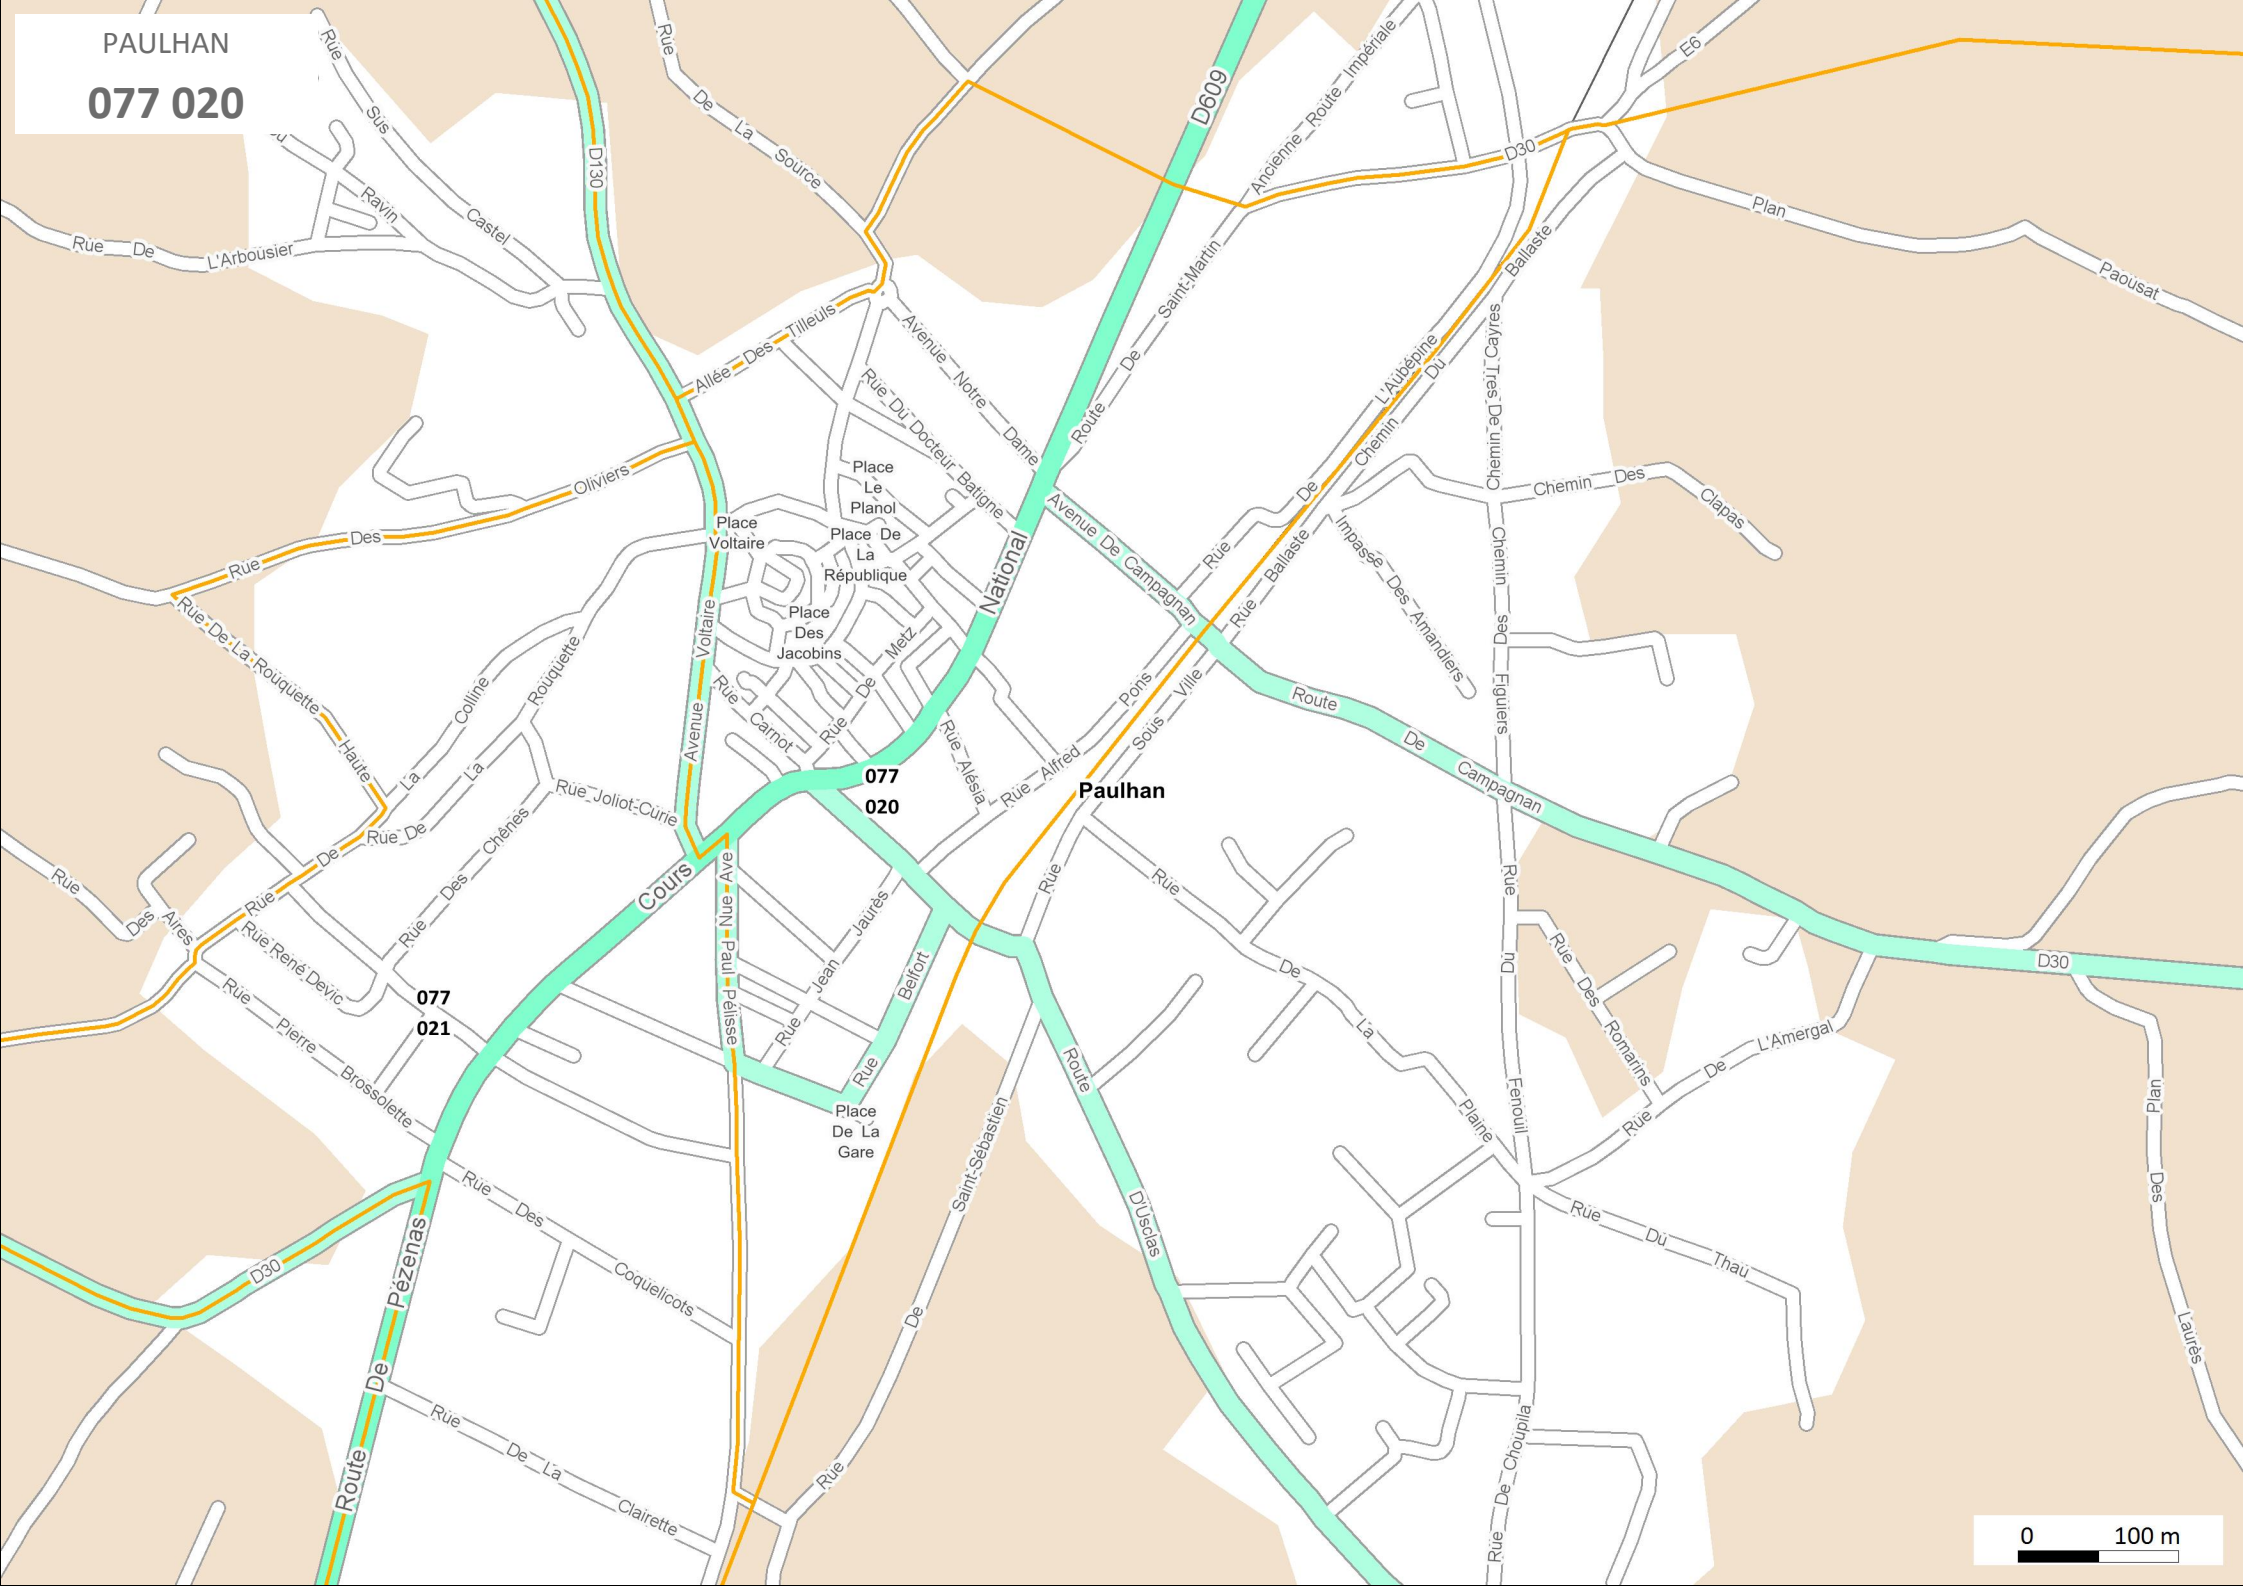 PAULHAN
077 020
Rue Sus Castel
Ravin
Rue De L'Arbousier
D130
Rue De La Source
D609
Ancienne Route Impériale
E6
D30
Plan Paousat
Route De Saint-Martin
Allée Des Tilleuls
Avenue Notre Dame
Rue Du Docteur Batigne
L'Aubépine
Chemin Du Ballaste
Chemin Tres De Cayres
Chemin Des Clapas
Rue Des Oliviers
Place
Le
Planol
Place
Voltaire
Place De
La
République
Place
Des
Jacobins
National
Avenue De Campagnan
Rue De
Rue Ballaste
Impasse Des Amandiers
Chemin Des Figuiers
Rue De La Rouquette Haute
La Colline
Rue De La Rouquette
Avenue Voltaire
Rue Carnot
Rue De Metz
Rue Alésia
Rue Alfred Pons
Sous Ville
Route De Campagnan
Rue Joliot-Curie
077
020
Paulhan
Rue Des Aires
Rue De
Rue Des Chênes
Cours
Ave Nue Paul Pélisse
Rue Jean Jaurès
Rue Belfort
Rue
Rue De La Plaine
Rue Du Fenouil
Rue Des Romarins
Rue De L'Amergal
D30
Rue René Devic
077
021
Rue Pierre Brossolette
Place
De La
Gare
Rue De Saint-Sébastien
Route D'Usclas
Rue Du Thau
Plan Des Laurès
D30
Rue Des Coquelicots
Route De Pézenas
Rue De La Clairette
Rue De Choupila
0 100 m